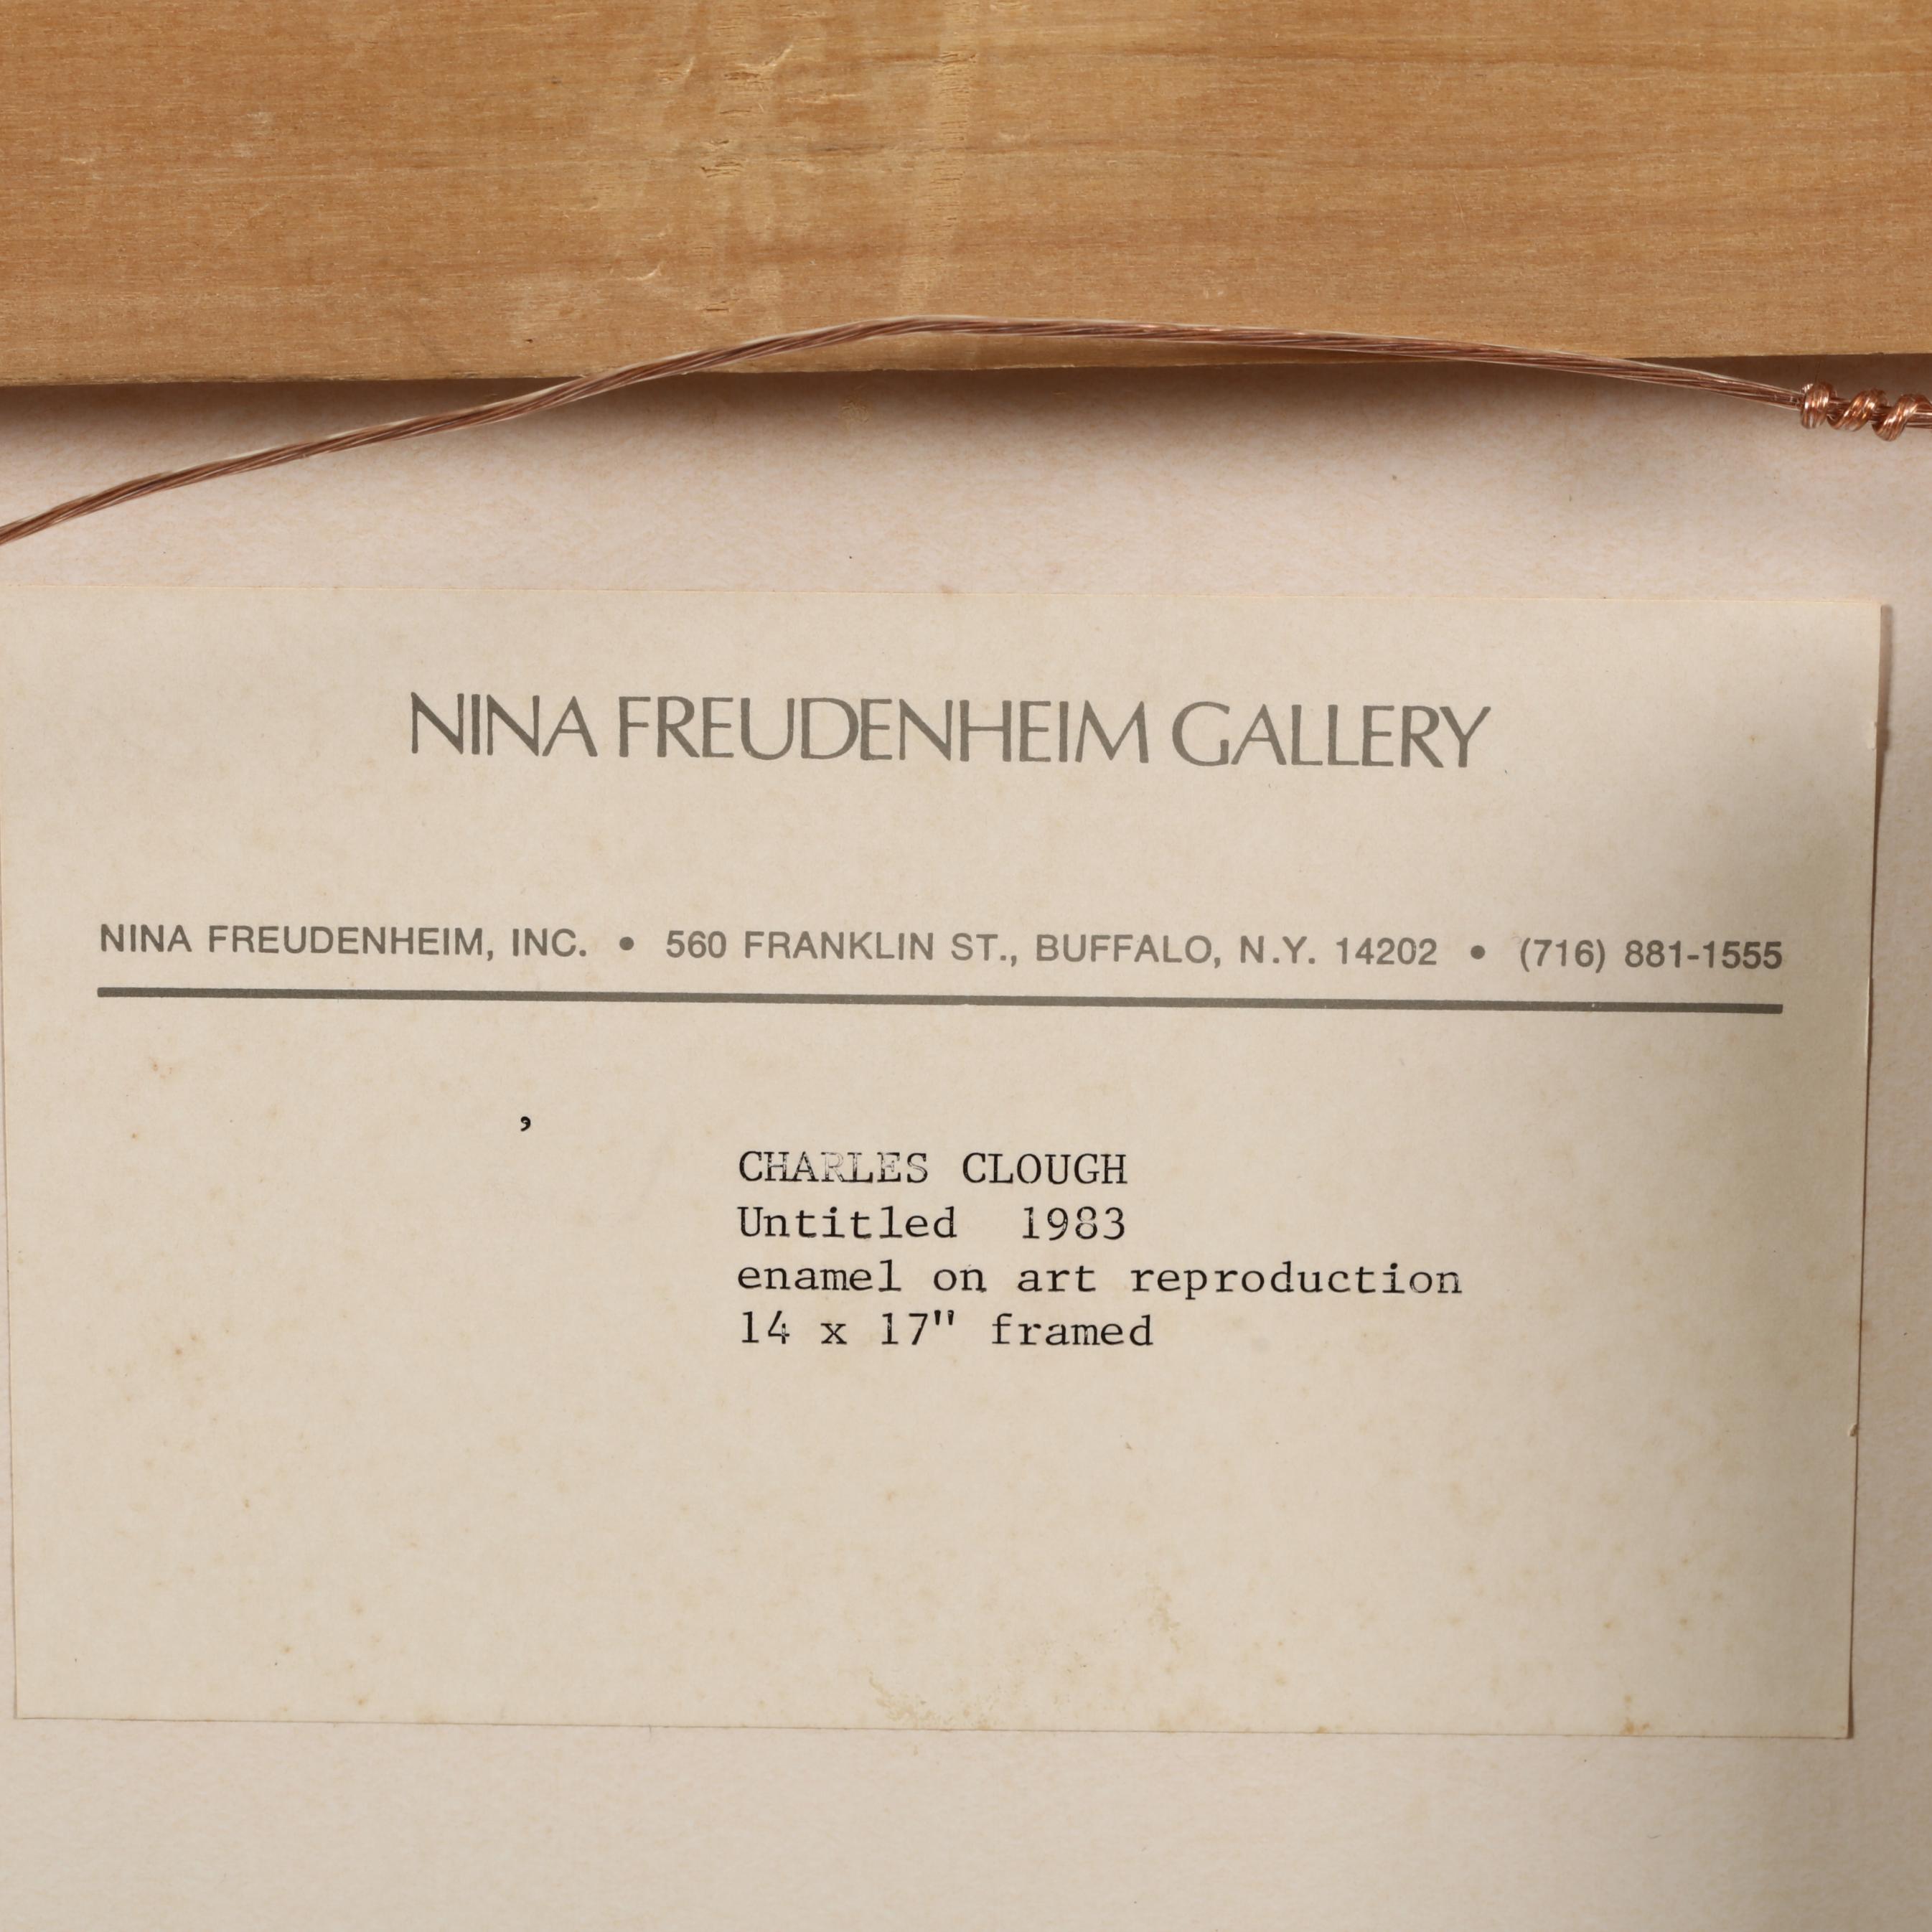 NINA FREUDENHEIM GALLERY
NINA FREUDENHEIM, INC. • 560 FRANKLIN ST., BUFFALO, N.Y. 14202 • (716) 881-1555
,
CHARLES CLOUGH
Untitled 1983
enamel on art reproduction
14 x 17" framed